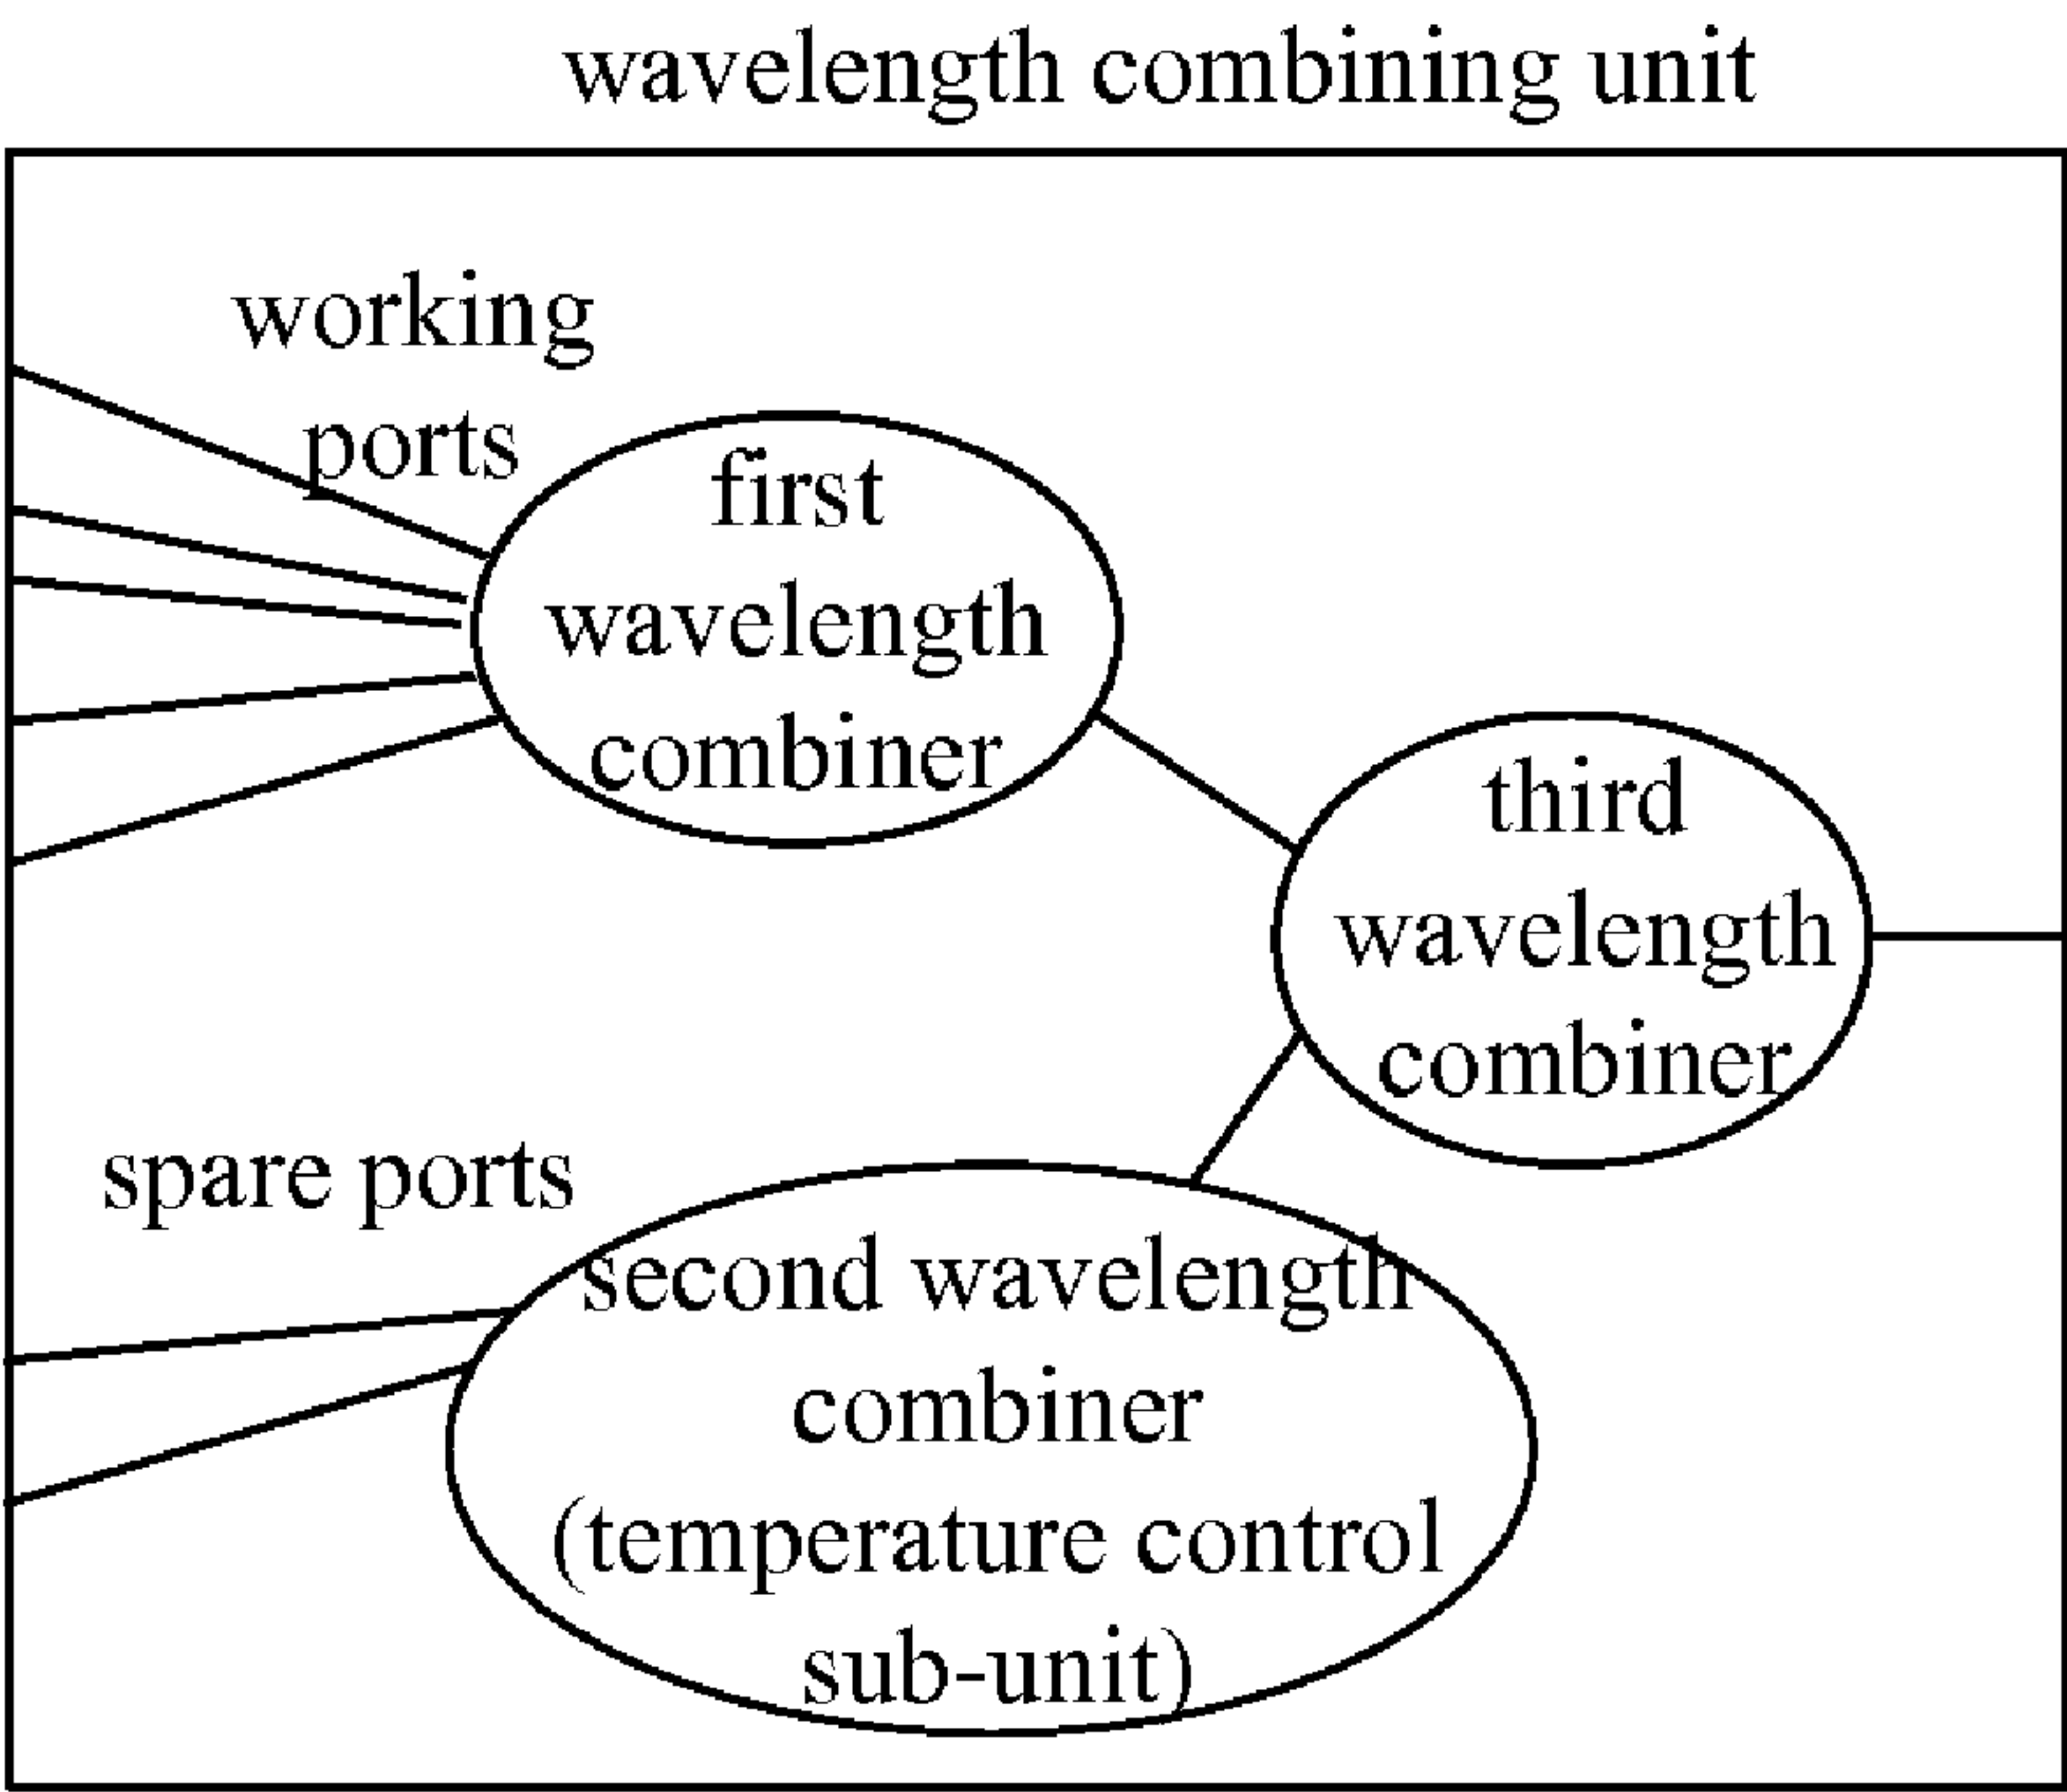 wavelength combining unit
working
ports
first
wavelength
combiner
third
wavelength
combiner
spare ports
second wavelength
combiner
(temperature control
sub-unit)